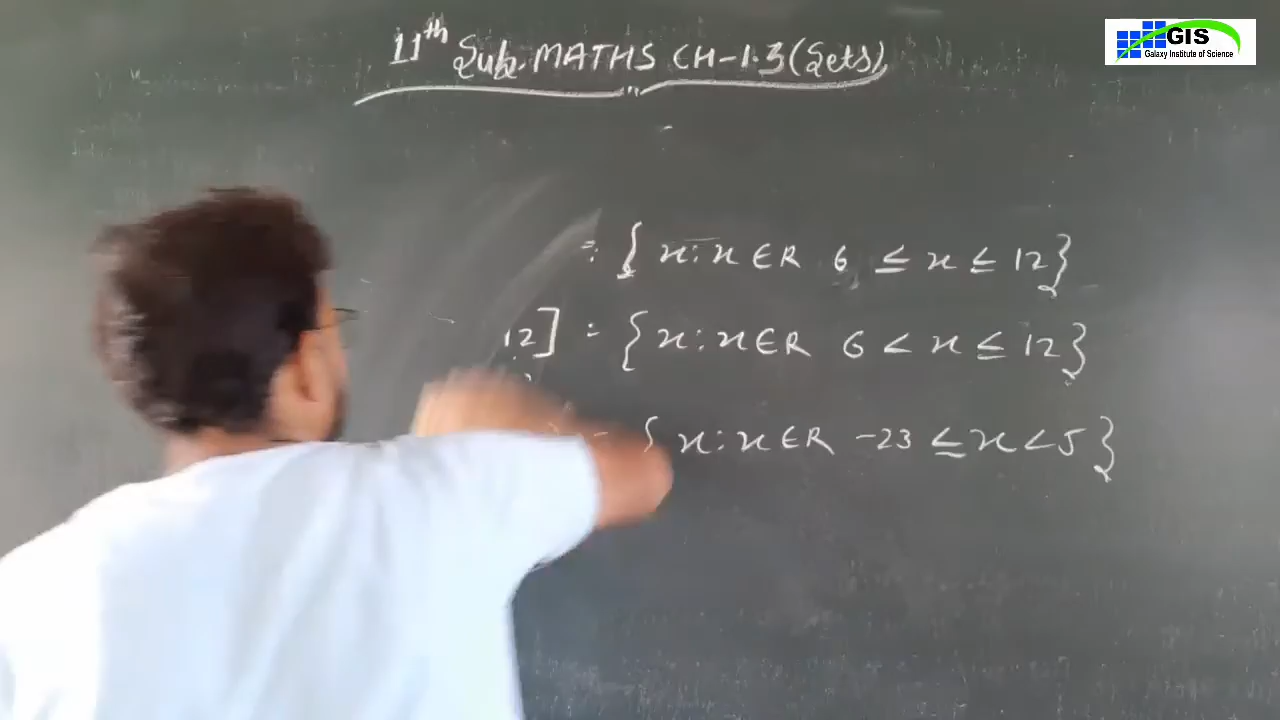 11th Sub. MATHS CH-1.3 (Sets)
GIS
Galaxy Institute of Science
= { x : x ∈ R 6 ≤ x ≤ 12}
12] = {x : x ∈ R 6 < x ≤ 12}
) = { x : x ∈ R -23 ≤ x < 5}